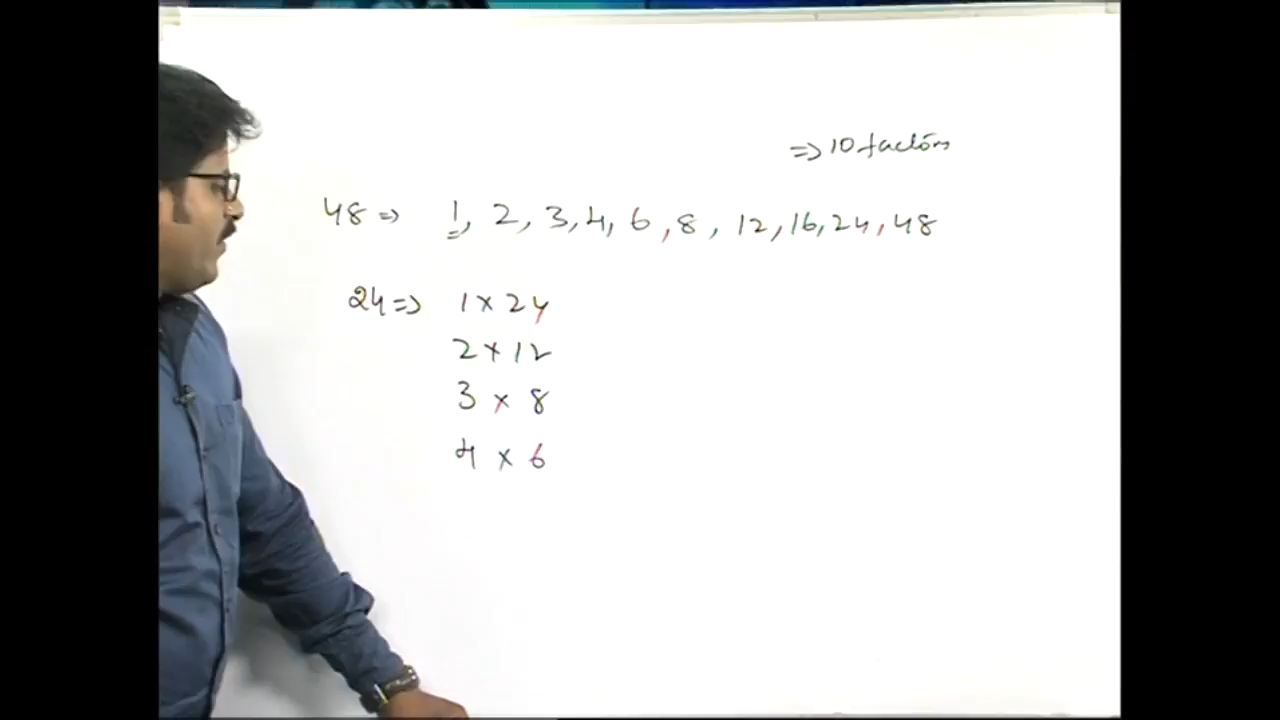 => 10 factors
48 => 1, 2, 3, 4, 6, 8, 12, 16, 24, 48
24 => 1 x 24
2 x 12
3 x 8
4 x 6